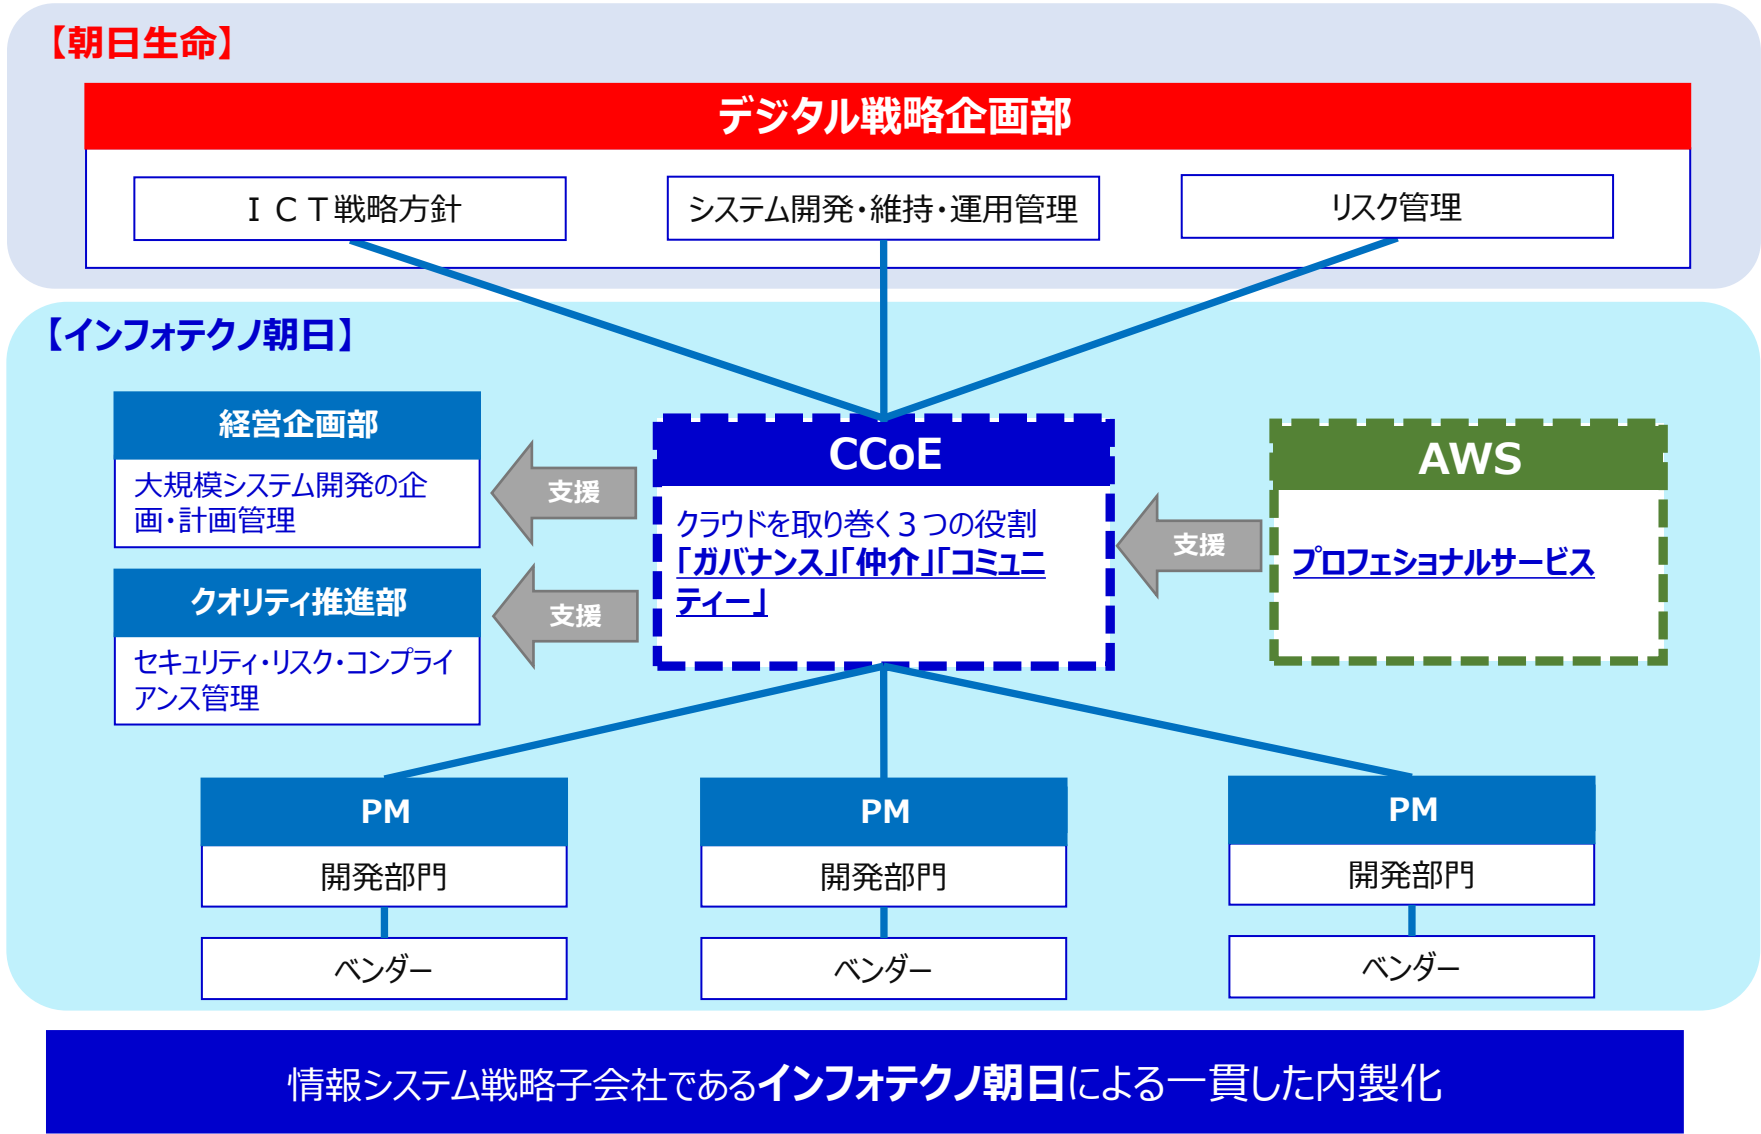 【朝日生命】
デジタル戦略企画部
ＩＣＴ戦略方針
システム開発・維持・運用管理
リスク管理
【インフォテクノ朝日】
経営企画部
大規模システム開発の企
画・計画管理
クオリティ推進部
セキュリティ・リスク・コンプライ
アンス管理
支援
支援
CCoE
クラウドを取り巻く３つの役割
「ガバナンス」「仲介」「コミュニ
ティー」
支援
AWS
プロフェショナルサービス
PM
開発部門
ベンダー
PM
開発部門
ベンダー
PM
開発部門
ベンダー
情報システム戦略子会社であるインフォテクノ朝日による一貫した内製化